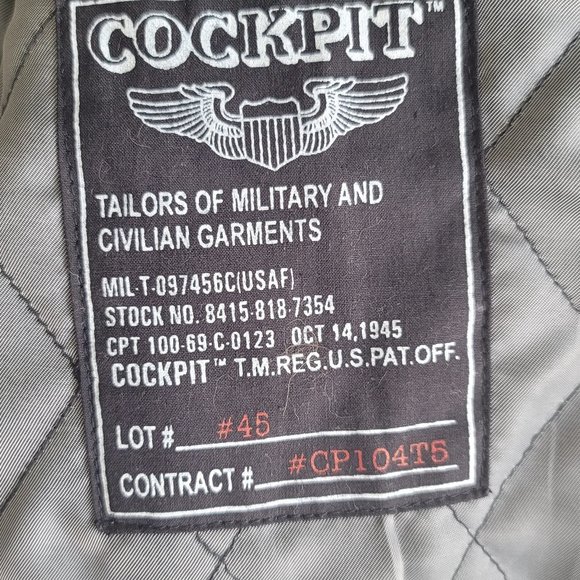 COCKPIT™
TAILORS OF MILITARY AND
CIVILIAN GARMENTS
MIL-T-097456C(USAF)
STOCK NO. 8415-818-7354
CPT 100-69-C-0123 OCT 14,1945
COCKPIT™ T.M.REG.U.S.PAT.OFF.
LOT # #45
CONTRACT # #CP104T5